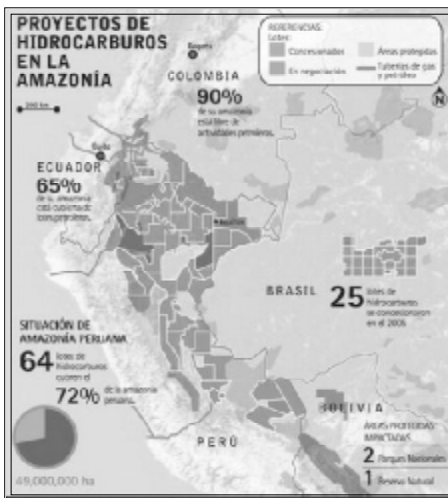 PROYECTOS DE
HIDROCARBUROS
EN LA
AMAZONÍA
REFERENCIAS:
Lotes:
Concesionados
En negociación
Áreas protegidas
Tuberías de gas
y petróleo
N
Bogotá
COLOMBIA
90%
de su amazonía
está libre de
actividades petroleras.
Quito
ECUADOR
65%
de su amazonía
está cubierta de
zonas petroleras.
BRASIL
25 lotes de
hidrocarburos
se concesionaron
en el 2005
SITUACIÓN DE
AMAZONÍA PERUANA
64 lotes de
hidrocarburos
cubren el
72% de la amazonía
peruana.
49,000,000 ha
PERÚ
BOLIVIA
ÁREAS PROTEGIDAS
IMPACTADAS
2 Parques Nacionales
1 Reserva Natural